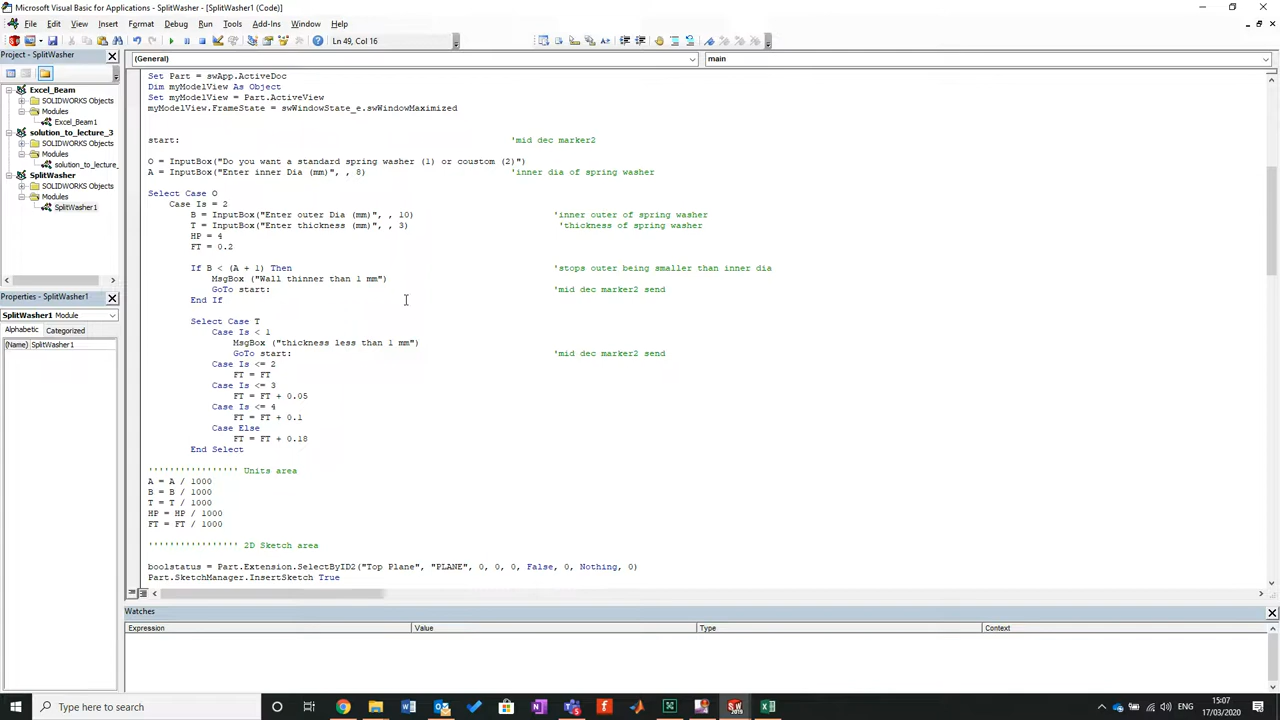 Microsoft Visual Basic for Applications - SplitWasher - [SplitWasher1 (Code)]
File Edit View Insert Format Debug Run Tools Add-Ins Window Help
Ln 49, Col 16
Project - SplitWasher
Excel_Beam
SOLIDWORKS Objects
Modules
Excel_Beam1
solution_to_lecture_3
SOLIDWORKS Objects
Modules
solution_to_lecture_
SplitWasher
SOLIDWORKS Objects
Modules
SplitWasher1
Properties - SplitWasher1
SplitWasher1 Module
Alphabetic Categorized
(Name) SplitWasher1
(General) main
Set Part = swApp.ActiveDoc
Dim myModelView As Object
Set myModelView = Part.ActiveView
myModelView.FrameState = swWindowState_e.swWindowMaximized
start: 'mid dec marker2
O = InputBox("Do you want a standard spring washer (1) or coustom (2)")
A = InputBox("Enter inner Dia (mm)", , 8) 'inner dia of spring washer
Select Case O
Case Is = 2
B = InputBox("Enter outer Dia (mm)", , 10) 'inner outer of spring washer
T = InputBox("Enter thickness (mm)", , 3) 'thickness of spring washer
HP = 4
FT = 0.2
If B < (A + 1) Then 'stops outer being smaller than inner dia
MsgBox ("Wall thinner than 1 mm")
GoTo start: 'mid dec marker2 send
End If
Select Case T
Case Is < 1
MsgBox ("thickness less than 1 mm")
GoTo start: 'mid dec marker2 send
Case Is <= 2
FT = FT
Case Is <= 3
FT = FT + 0.05
Case Is <= 4
FT = FT + 0.1
Case Else
FT = FT + 0.18
End Select
'''''''''''''''' Units area
A = A / 1000
B = B / 1000
T = T / 1000
HP = HP / 1000
FT = FT / 1000
'''''''''''''''' 2D Sketch area
boolstatus = Part.Extension.SelectByID2("Top Plane", "PLANE", 0, 0, 0, False, 0, Nothing, 0)
Part.SketchManager.InsertSketch True
Watches
Expression Value Type Context
Type here to search
ENG
15:07
17/03/2020